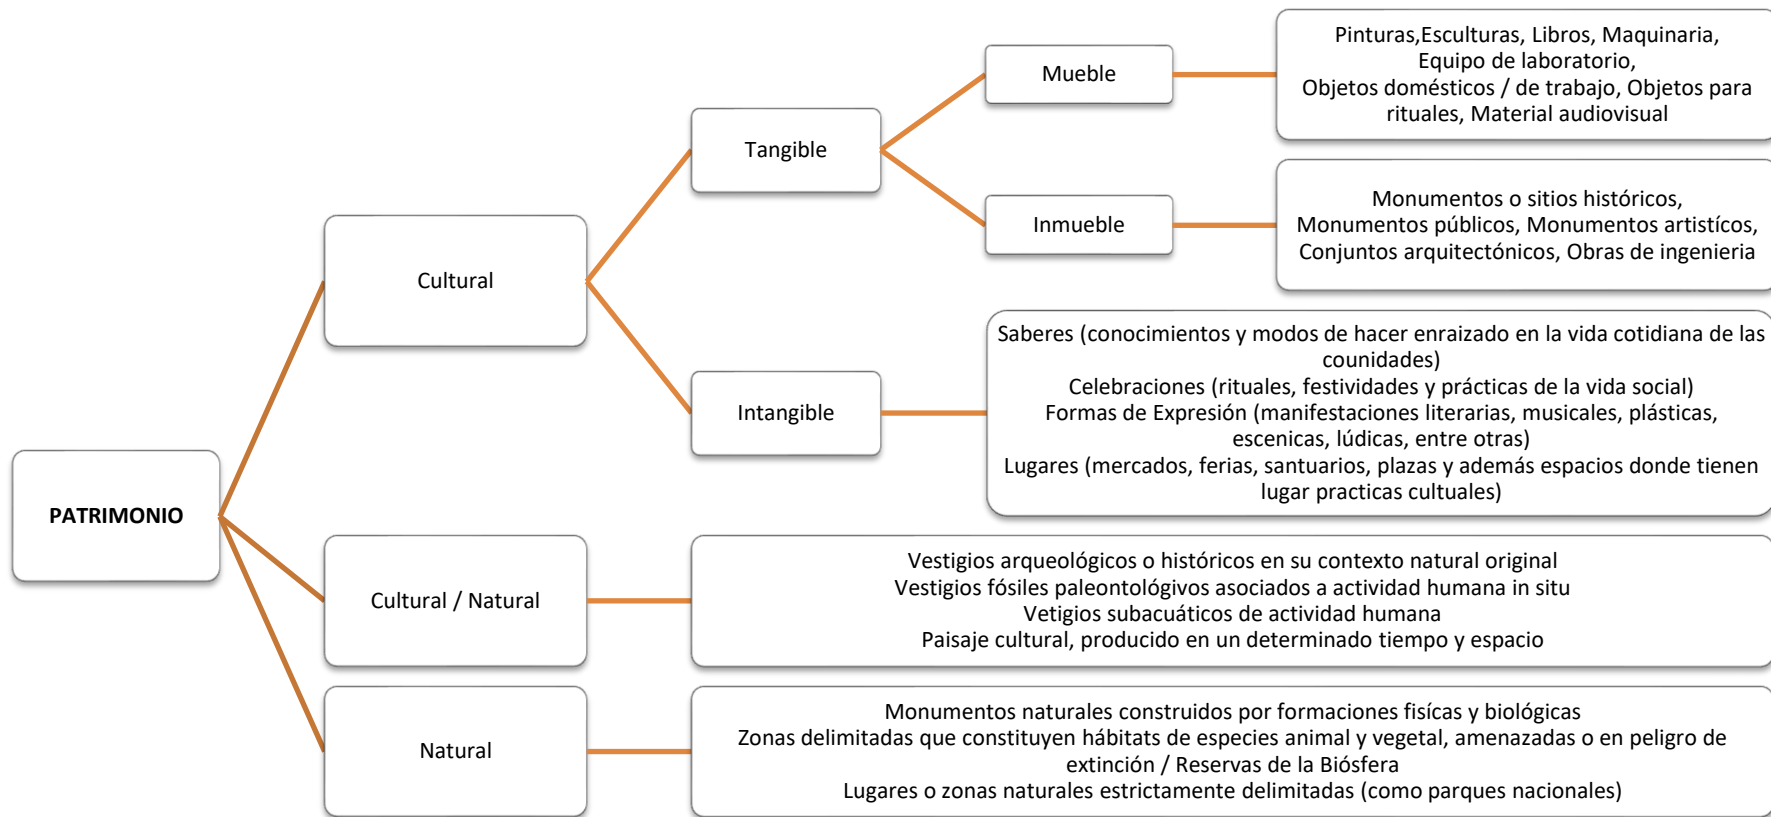 PATRIMONIO
Cultural
Tangible
Mueble
Pinturas,Esculturas, Libros, Maquinaria,
Equipo de laboratorio,
Objetos domésticos / de trabajo, Objetos para
rituales, Material audiovisual
Inmueble
Monumentos o sitios históricos,
Monumentos públicos, Monumentos artistícos,
Conjuntos arquitectónicos, Obras de ingenieria
Intangible
Saberes (conocimientos y modos de hacer enraizado en la vida cotidiana de las
counidades)
Celebraciones (rituales, festividades y prácticas de la vida social)
Formas de Expresión (manifestaciones literarias, musicales, plásticas,
escenicas, lúdicas, entre otras)
Lugares (mercados, ferias, santuarios, plazas y además espacios donde tienen
lugar practicas cultuales)
Cultural / Natural
Vestigios arqueológicos o históricos en su contexto natural original
Vestigios fósiles paleontológivos asociados a actividad humana in situ
Vetigios subacuáticos de actividad humana
Paisaje cultural, producido en un determinado tiempo y espacio
Natural
Monumentos naturales construidos por formaciones fisícas y biológicas
Zonas delimitadas que constituyen hábitats de especies animal y vegetal, amenazadas o en peligro de
extinción / Reservas de la Biósfera
Lugares o zonas naturales estrictamente delimitadas (como parques nacionales)